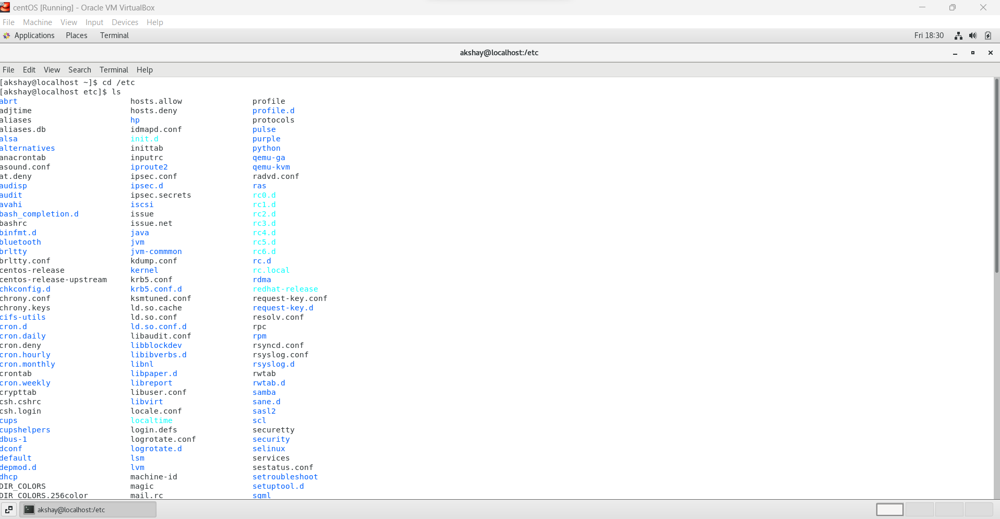 centOS [Running] - Oracle VM VirtualBox
File Machine View Input Devices Help
Applications Places Terminal Fri 18:30
akshay@localhost:/etc
File Edit View Search Terminal Help
[akshay@localhost ~]$ cd /etc
[akshay@localhost etc]$ ls
abrt hosts.allow profile
adjtime hosts.deny profile.d
aliases hp protocols
aliases.db idmapd.conf pulse
alsa init.d purple
alternatives inittab python
anacrontab inputrc qemu-ga
asound.conf iproute2 qemu-kvm
at.deny ipsec.conf radvd.conf
audisp ipsec.d ras
audit ipsec.secrets rc0.d
avahi iscsi rc1.d
bash_completion.d issue rc2.d
bashrc issue.net rc3.d
binfmt.d java rc4.d
bluetooth jvm rc5.d
brltty jvm-commmon rc6.d
brltty.conf kdump.conf rc.d
centos-release kernel rc.local
centos-release-upstream krb5.conf rdma
chkconfig.d krb5.conf.d redhat-release
chrony.conf ksmtuned.conf request-key.conf
chrony.keys ld.so.cache request-key.d
cifs-utils ld.so.conf resolv.conf
cron.d ld.so.conf.d rpc
cron.daily libaudit.conf rpm
cron.deny libblockdev rsyncd.conf
cron.hourly libibverbs.d rsyslog.conf
cron.monthly libnl rsyslog.d
crontab libpaper.d rwtab
cron.weekly libreport rwtab.d
crypttab libuser.conf samba
csh.cshrc libvirt sane.d
csh.login locale.conf sasl2
cups localtime scl
cupshelpers login.defs securetty
dbus-1 logrotate.conf security
dconf logrotate.d selinux
default lsm services
depmod.d lvm sestatus.conf
dhcp machine-id setroubleshoot
DIR_COLORS magic setuptool.d
DIR_COLORS.256color mail.rc sgml
akshay@localhost:/etc